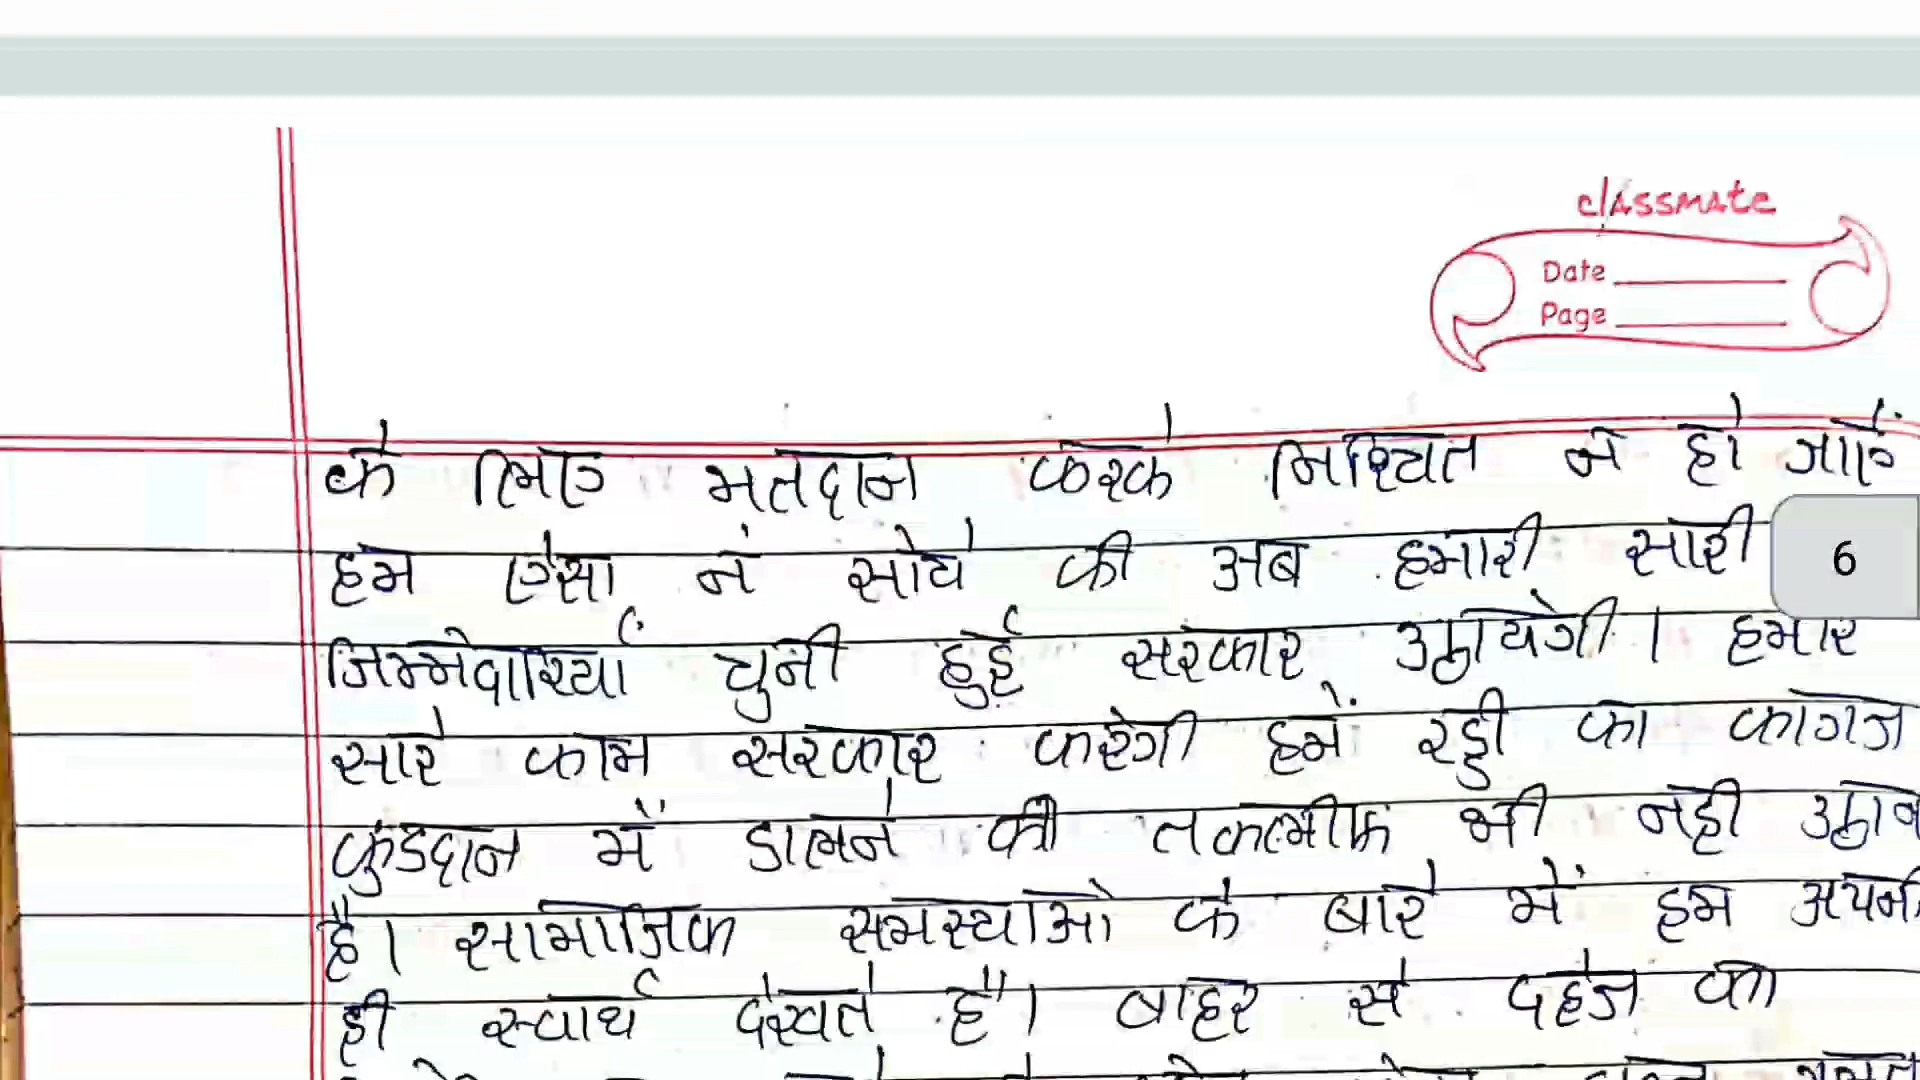 classmate
Date
Page
के लिए मतदान करके निश्चित न हो जाएँ
6
हम ऐसा नं सोचे की अब हमारी सारी
जिम्मेदारियां चुनी हुई सरकार उठायेगी। हमारे
सारे काम सरकार करेगी हमें रद्दी का कागज
कुडदान में डालने की तकलीफ भी नही
है। सामाजिक समस्याओ के बारे में हम अपनी
ही स्वार्थ देखते है। बाहर से दहेज का